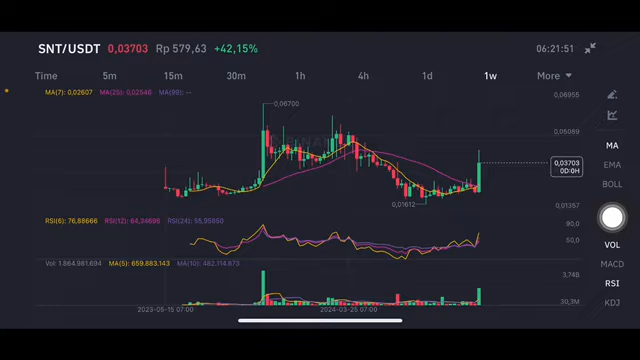 SNT/USDT 0,03703 Rp 579,63 +42,15% 06:21:51
Time 5m 15m 30m 1h 4h 1d 1w More
MA(7): 0,02607 MA(25): 0,02546 MA(99): --
0,06955
0,06700
0,05089
MA
0,03703
0D:0H
EMA
BOLL
0,01612
0,01367
RSI(6): 76,88666 RSI(12): 64,34698 RSI(24): 55,95850
90,0
50,0
VOL
Vol: 1.864.981.694 MA(5): 659.883.143 MA(10): 482.114.873
MACD
3,74B
RSI
30,3M
KDJ
2023-05-15 07:00 2024-03-25 07:00